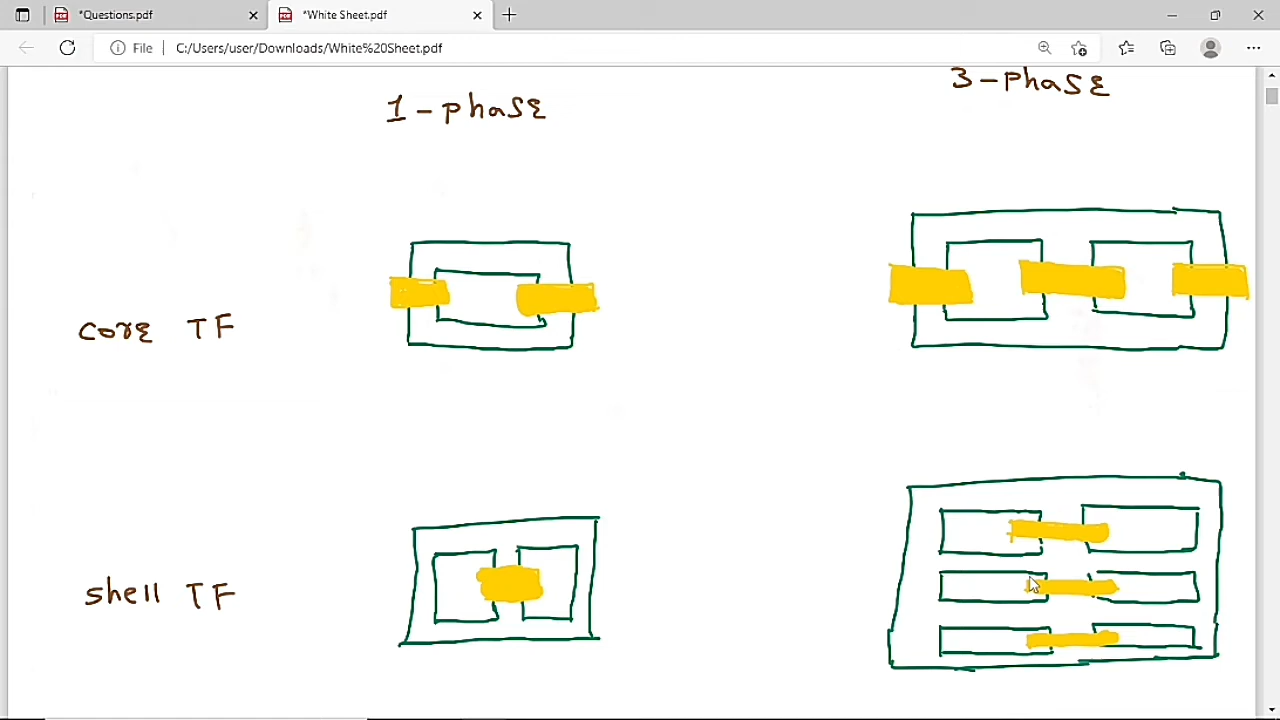 *Questions.pdf
*White Sheet.pdf
File
C:/Users/user/Downloads/White%20Sheet.pdf
1-phase
3-phase
core TF
shell TF